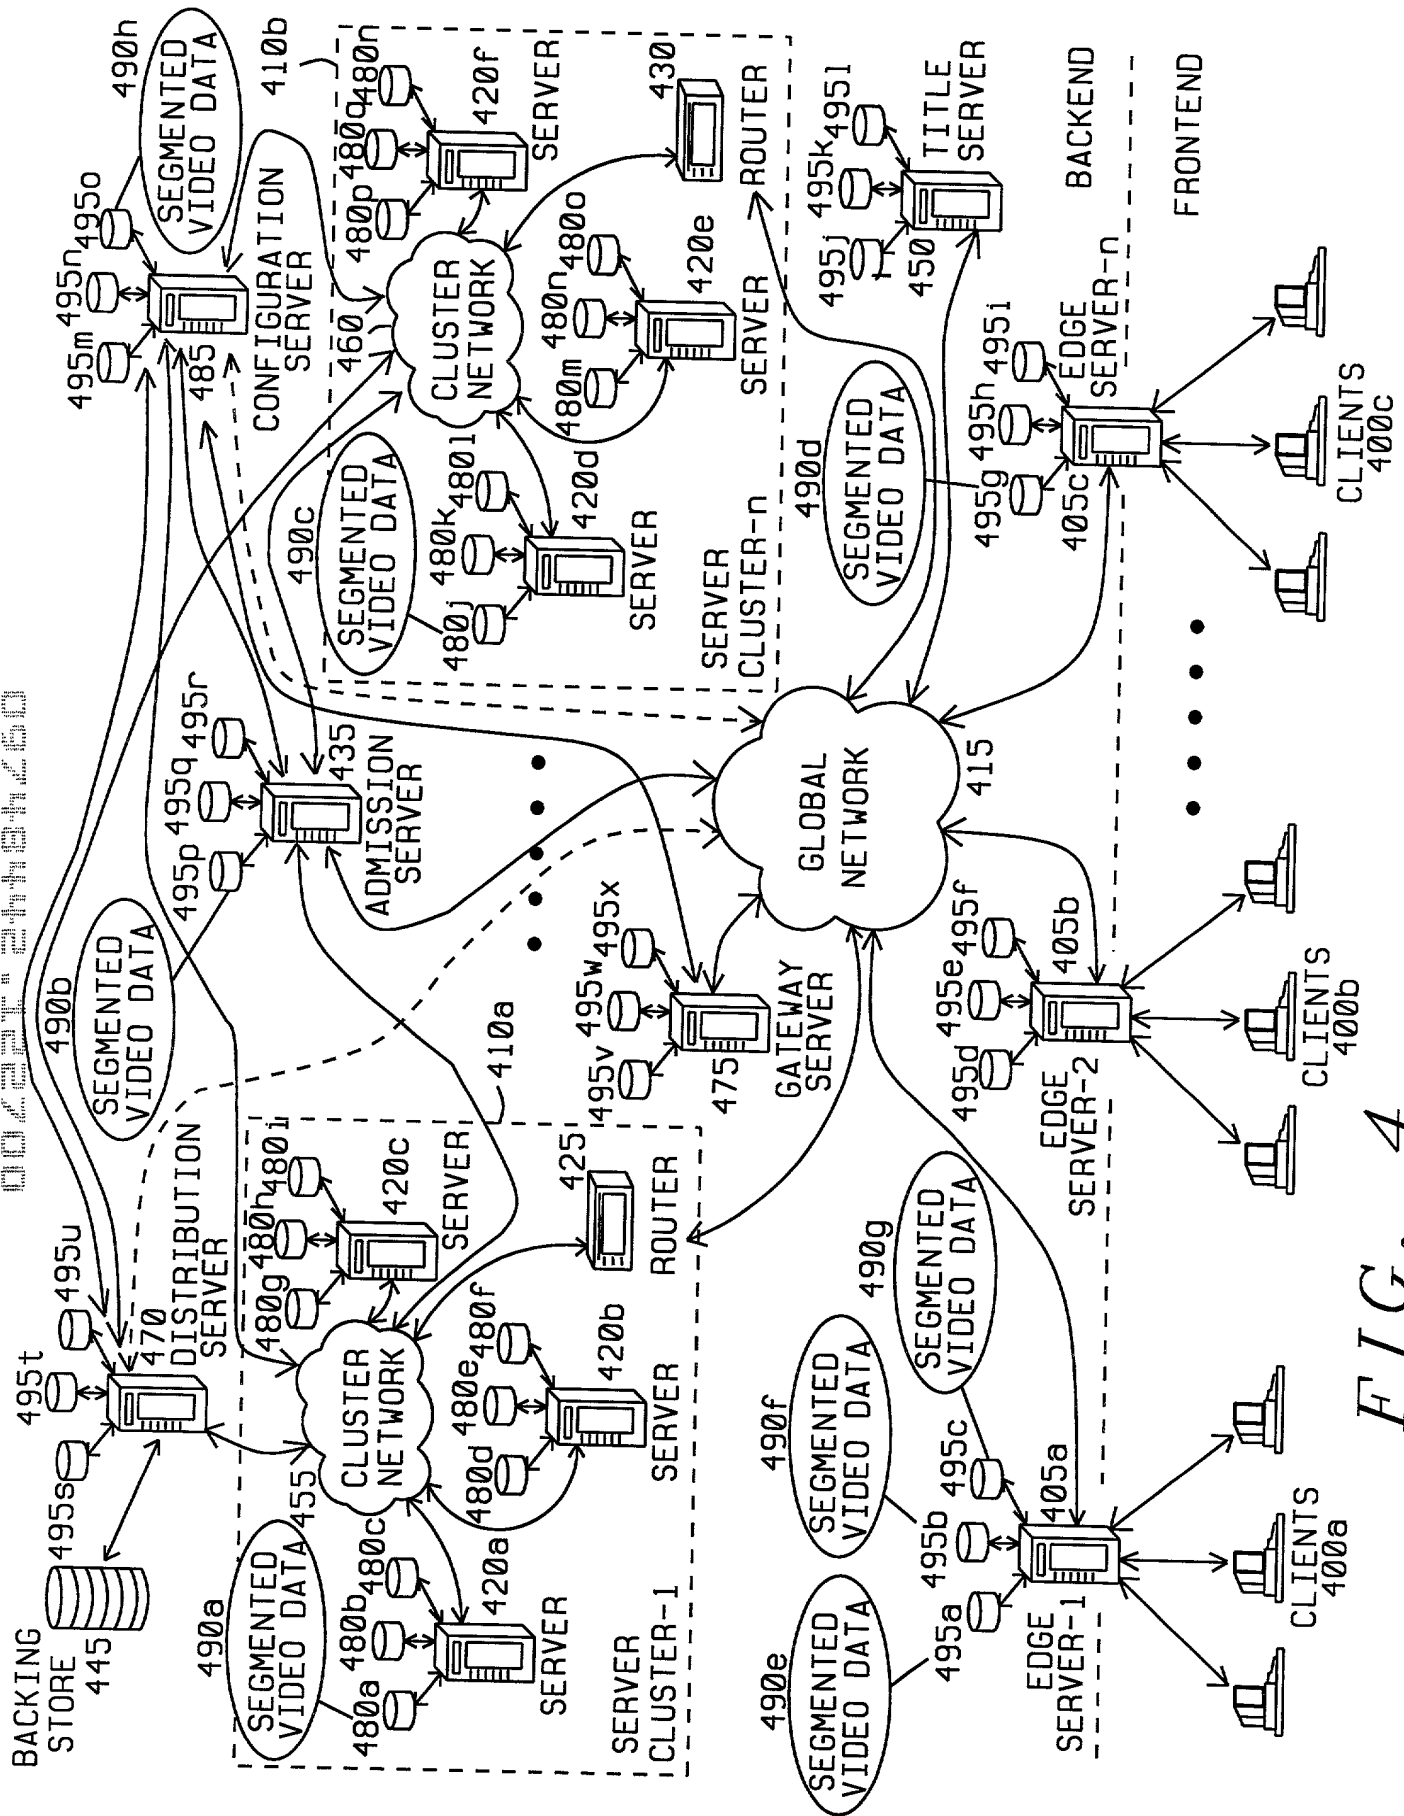 BACKING
STORE
445
495s
495t
495u
470
DISTRIBUTION
SERVER
490b
SEGMENTED
VIDEO DATA
495p
495q
495r
435
ADMISSION
SERVER
495m
495n
495o
485
CONFIGURATION
SERVER
490h
SEGMENTED
VIDEO DATA
410b
490a
SEGMENTED
VIDEO DATA
455
CLUSTER
NETWORK
480a
480b
480c
420a
SERVER
480d
480e
480f
420b
SERVER
480g
480h
480i
420c
SERVER
425
ROUTER
410a
SERVER
CLUSTER-1
490c
SEGMENTED
VIDEO DATA
460
CLUSTER
NETWORK
480j
480k
480l
420d
SERVER
480m
480n
480o
420e
SERVER
480p
480q
480n
420f
SERVER
430
ROUTER
SERVER
CLUSTER-n
495v
495w
495x
475
GATEWAY
SERVER
GLOBAL
NETWORK
415
495j
495k
495l
450
TITLE
SERVER
490d
SEGMENTED
VIDEO DATA
490e
SEGMENTED
VIDEO DATA
490f
SEGMENTED
VIDEO DATA
490g
SEGMENTED
VIDEO DATA
495a
495b
495c
405a
EDGE
SERVER-1
495d
495e
495f
405b
EDGE
SERVER-2
495g
495h
495i
405c
EDGE
SERVER-n
BACKEND
FRONTEND
CLIENTS
400a
CLIENTS
400b
CLIENTS
400c
FIG. 4